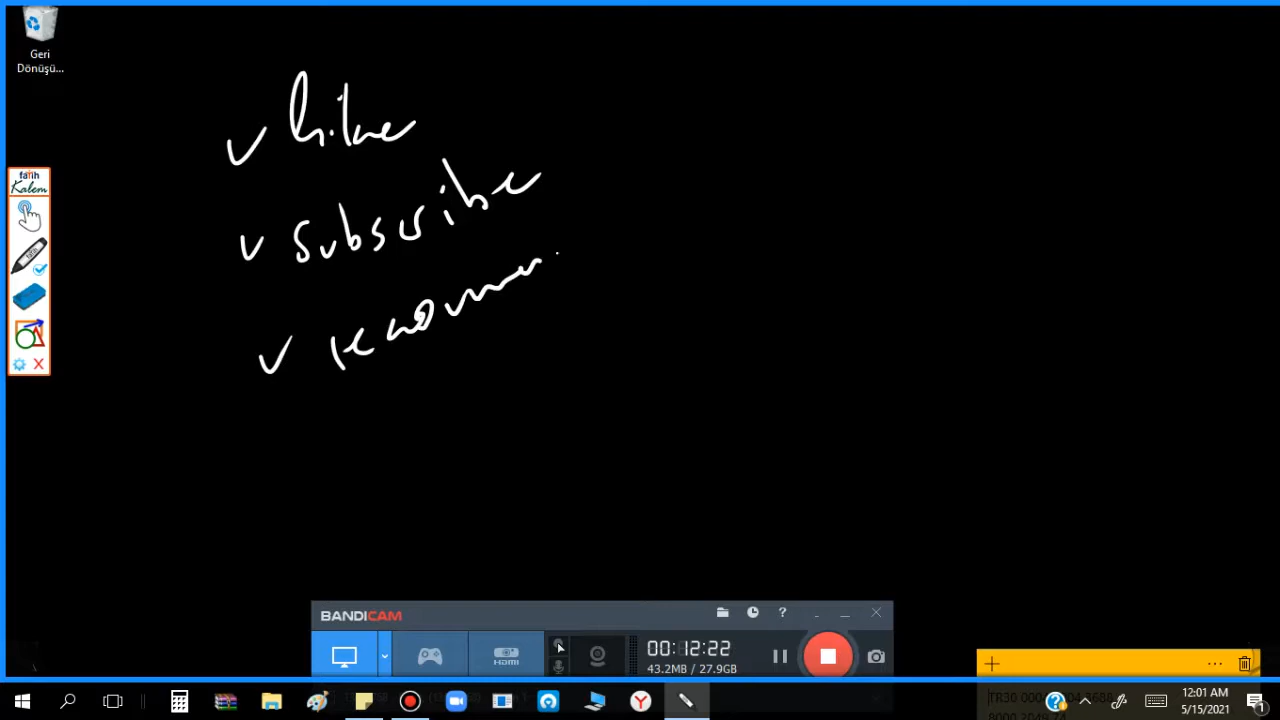 Geri
Dönüşü...
like
subscribe
fatih
Kalem
BANDICAM
HDMI
00:12:22
43.2MB / 27.9GB
12:01 AM
5/15/2021